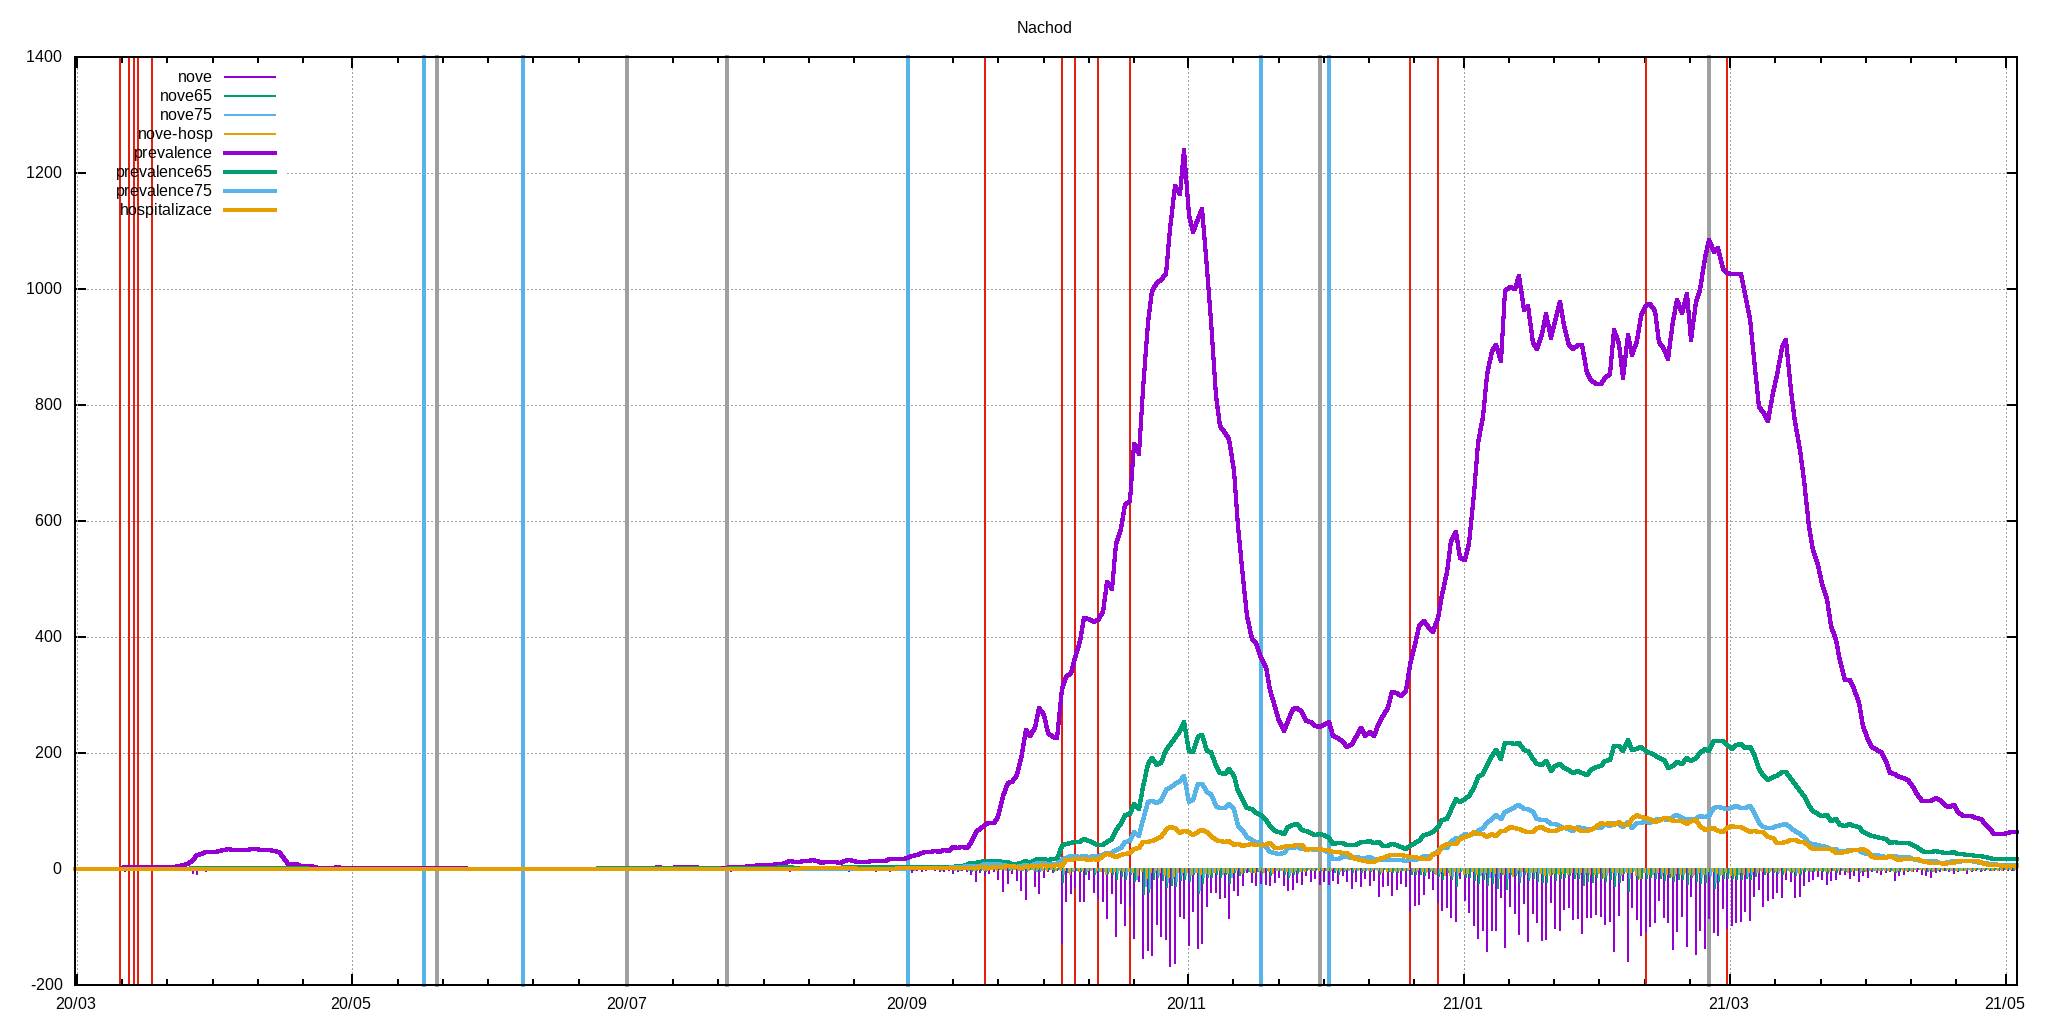 Nachod
1400
1200
1000
800
600
400
200
0
-200
nove
nove65
nove75
nove-hosp
prevalence
prevalence65
prevalence75
hospitalizace
20/03 20/05 20/07 20/09 20/11 21/01 21/03 21/05